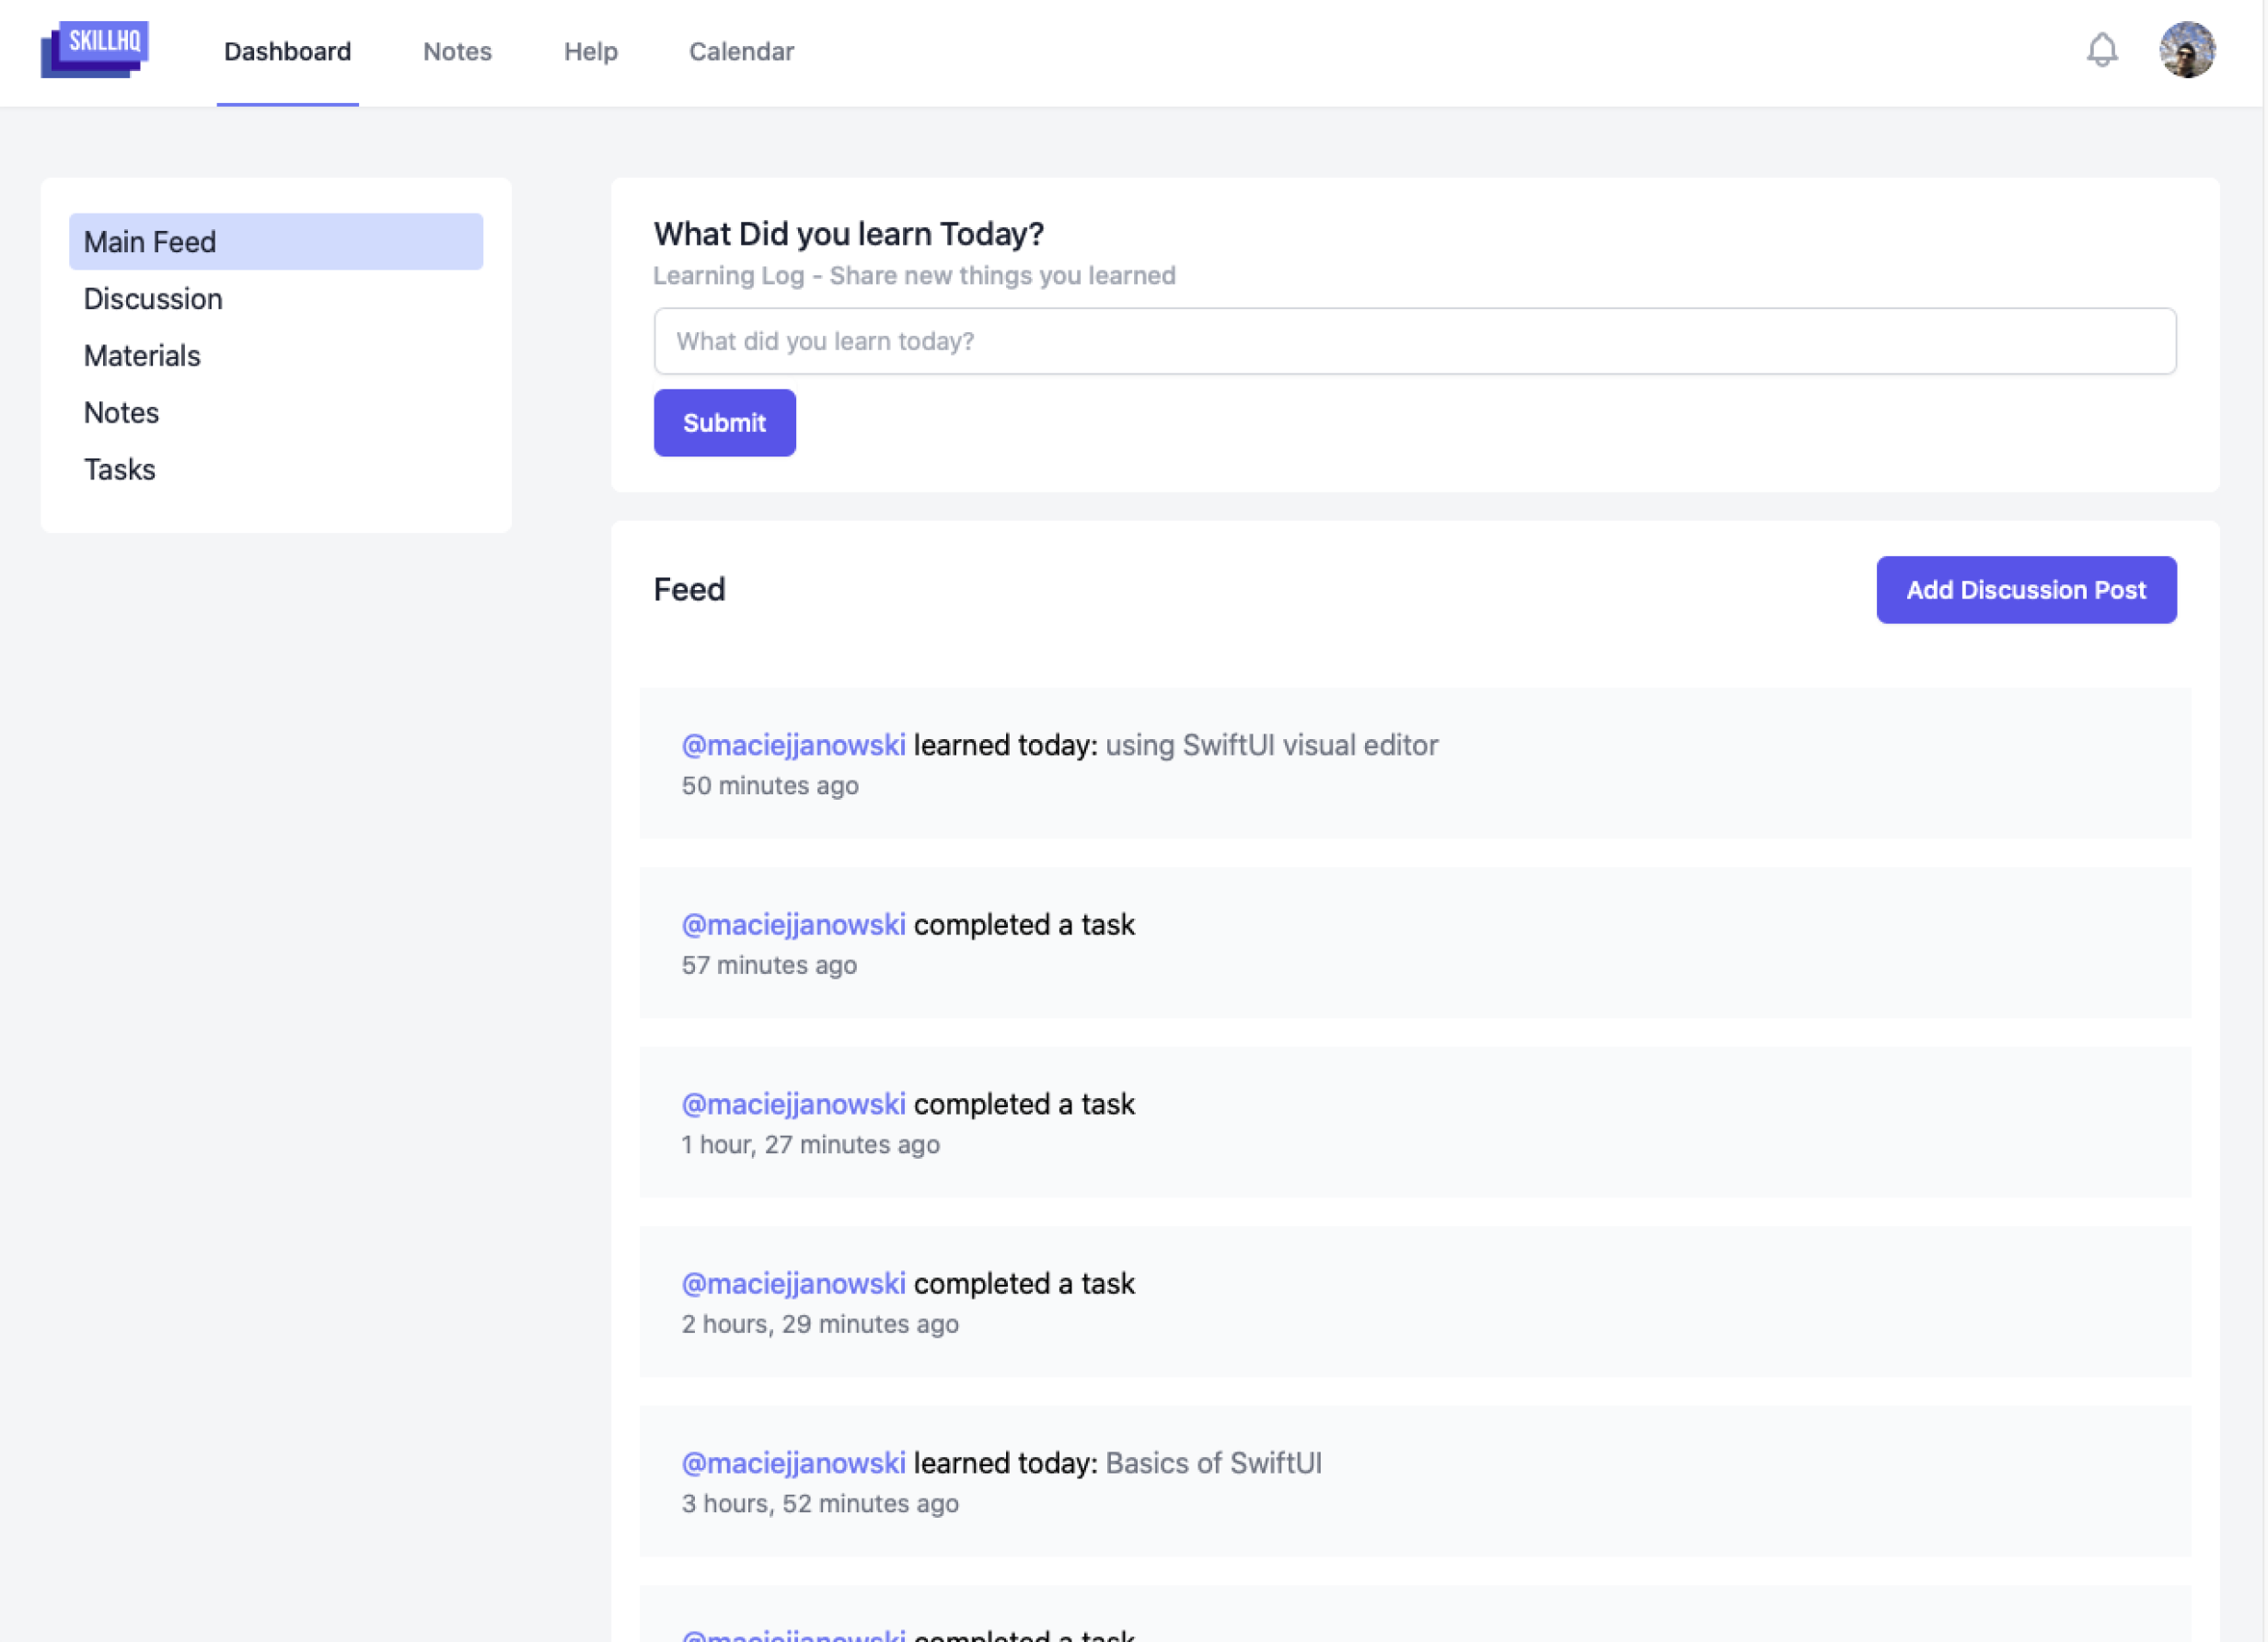 SKILLHQ
Dashboard Notes Help Calendar
Main Feed
Discussion
Materials
Notes
Tasks
What Did you learn Today?
Learning Log - Share new things you learned
What did you learn today?
Submit
Feed
Add Discussion Post
@maciejjanowski learned today: using SwiftUI visual editor
50 minutes ago
@maciejjanowski completed a task
57 minutes ago
@maciejjanowski completed a task
1 hour, 27 minutes ago
@maciejjanowski completed a task
2 hours, 29 minutes ago
@maciejjanowski learned today: Basics of SwiftUI
3 hours, 52 minutes ago
@maciejjanowski completed a task